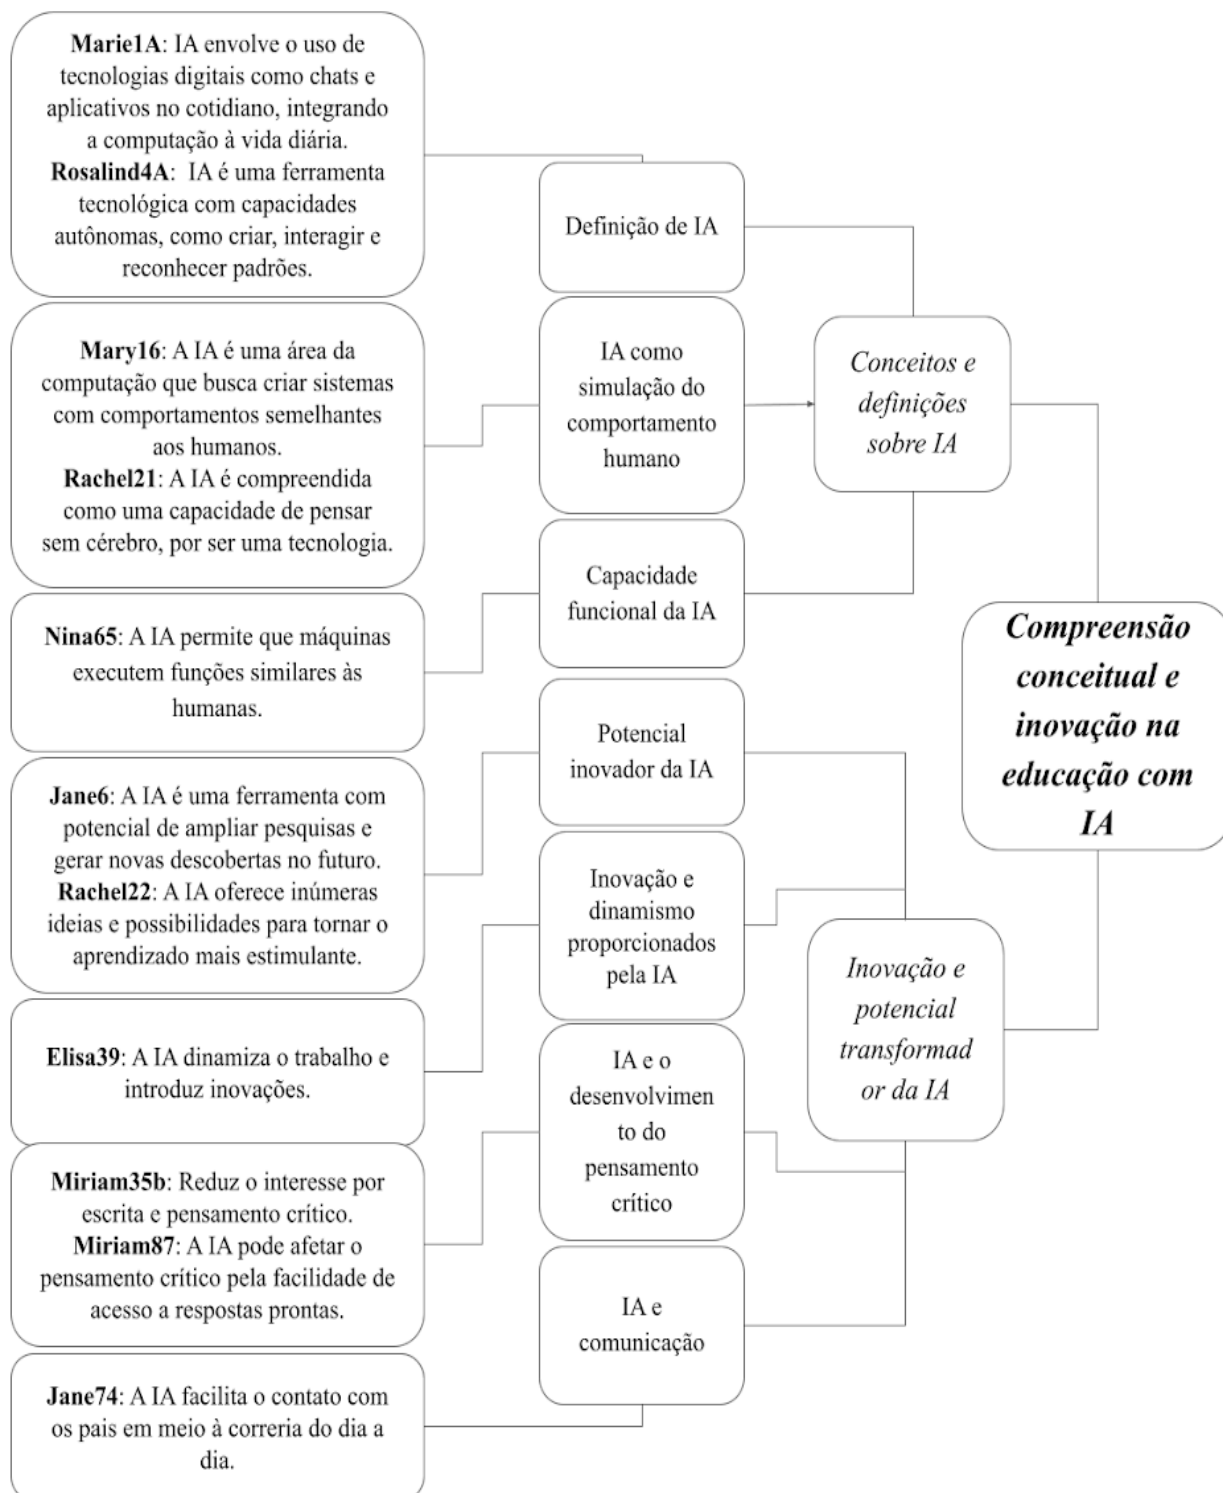 Marie1A: IA envolve o uso de
tecnologias digitais como chats e
aplicativos no cotidiano, integrando
a computação à vida diária.
Rosalind4A: IA é uma ferramenta
tecnológica com capacidades
autônomas, como criar, interagir e
reconhecer padrões.
Mary16: A IA é uma área da
computação que busca criar sistemas
com comportamentos semelhantes
aos humanos.
Rachel21: A IA é compreendida
como uma capacidade de pensar
sem cérebro, por ser uma tecnologia.
Nina65: A IA permite que máquinas
executem funções similares às
humanas.
Jane6: A IA é uma ferramenta com
potencial de ampliar pesquisas e
gerar novas descobertas no futuro.
Rachel22: A IA oferece inúmeras
ideias e possibilidades para tornar o
aprendizado mais estimulante.
Elisa39: A IA dinamiza o trabalho e
introduz inovações.
Miriam35b: Reduz o interesse por
escrita e pensamento crítico.
Miriam87: A IA pode afetar o
pensamento crítico pela facilidade de
acesso a respostas prontas.
Jane74: A IA facilita o contato com
os pais em meio à correria do dia a
dia.
Definição de IA
IA como
simulação do
comportamento
humano
Capacidade
funcional da IA
Potencial
inovador da IA
Inovação e
dinamismo
proporcionados
pela IA
IA e o
desenvolvimen
to do
pensamento
crítico
IA e
comunicação
Conceitos e
definições
sobre IA
Inovação e
potencial
transformad
or da IA
Compreensão
conceitual e
inovação na
educação com
IA